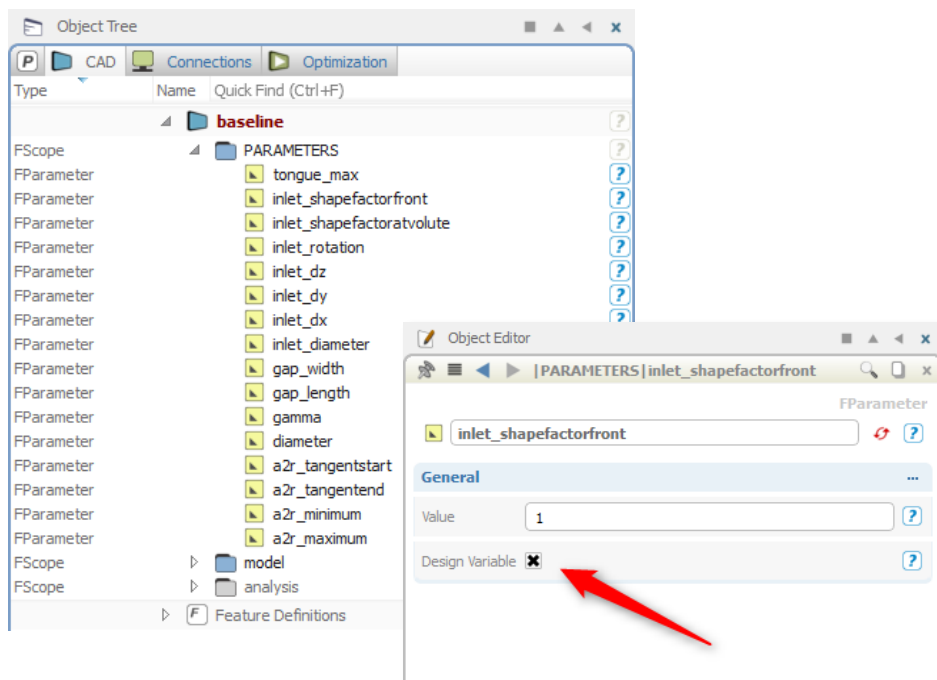 Object Tree
P CAD Connections Optimization
Type Name Quick Find (Ctrl+F)
baseline ?
FScope PARAMETERS ?
FParameter tongue_max ?
FParameter inlet_shapefactorfront ?
FParameter inlet_shapefactoratvolute ?
FParameter inlet_rotation ?
FParameter inlet_dz ?
FParameter inlet_dy ?
FParameter inlet_dx ?
FParameter inlet_diameter
FParameter gap_width
FParameter gap_length
FParameter gamma
FParameter diameter
FParameter a2r_tangentstart
FParameter a2r_tangentend
FParameter a2r_minimum
FParameter a2r_maximum
FScope model
FScope analysis
F Feature Definitions
Object Editor
|PARAMETERS|inlet_shapefactorfront
FParameter
inlet_shapefactorfront ?
General ...
Value 1 ?
Design Variable ?